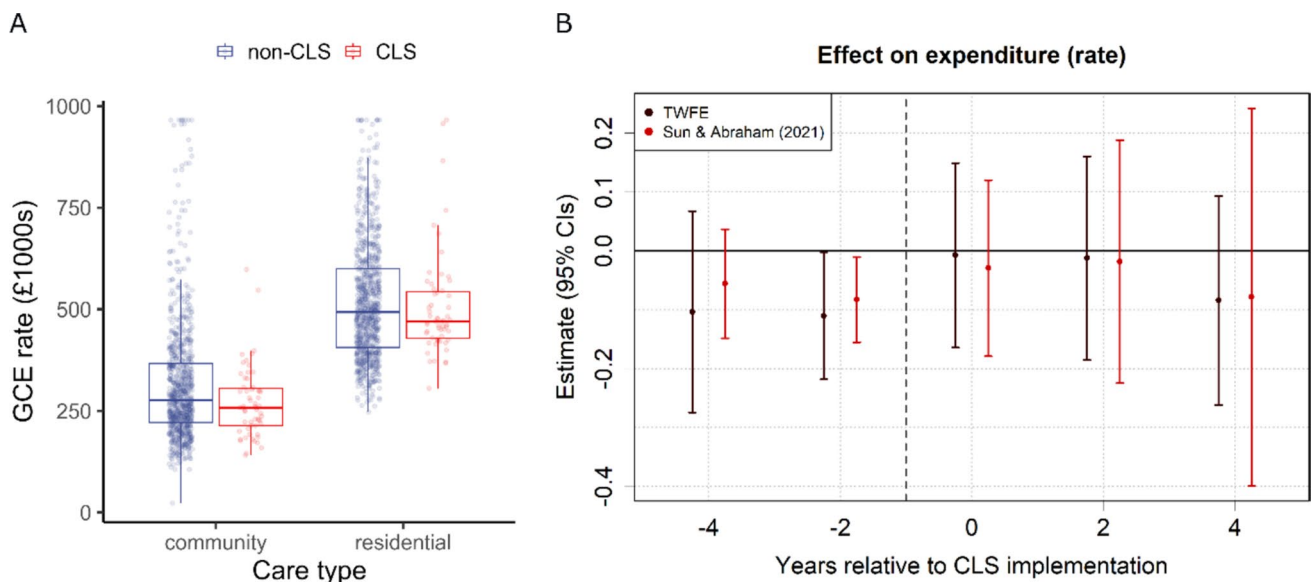 A
non-CLS CLS
GCE rate (£1000s)
1000
750
500
250
0
community residential
Care type
B
Effect on expenditure (rate)
TWFE
Sun & Abraham (2021)
Estimate (95% CIs)
0.2
0.1
0.0
-0.2
-0.4
-4 -2 0 2 4
Years relative to CLS implementation